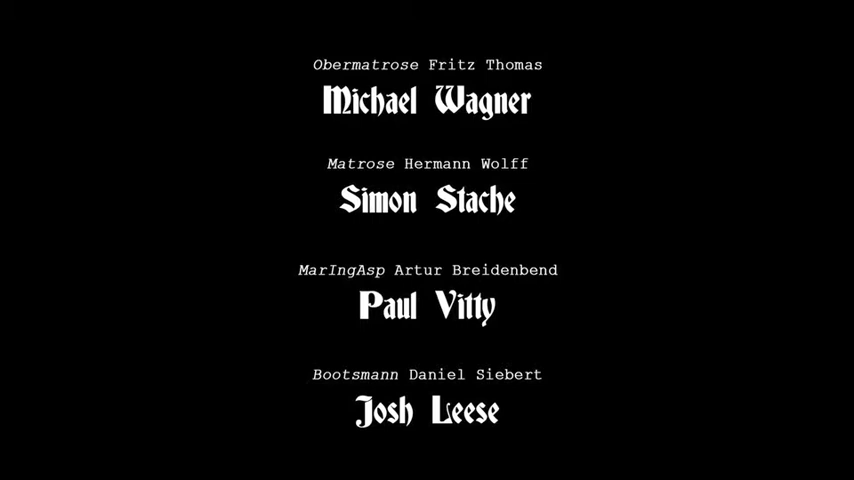 Obermatrose Fritz Thomas
Michael Wagner
Matrose Hermann Wolff
Simon Stache
MarIngAsp Artur Breidenbend
Paul Vitty
Bootsmann Daniel Siebert
Josh Leese